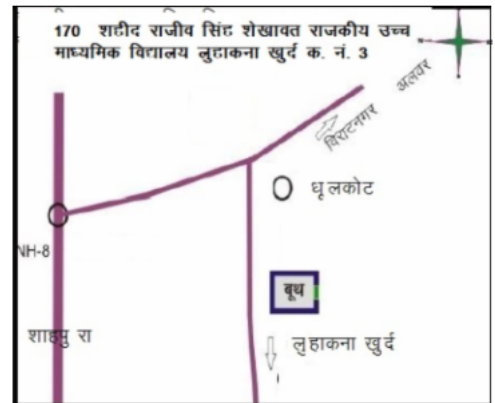 170 शहीद राजीव सिंह शेखावत राजकीय उच्च
माध्यमिक विद्यालय लुहाकना खुर्द क. नं. 3
अलवर
विराटनगर
धूलकोट
NH-8
बूथ
शाहपुरा
लुहाकना खुर्द